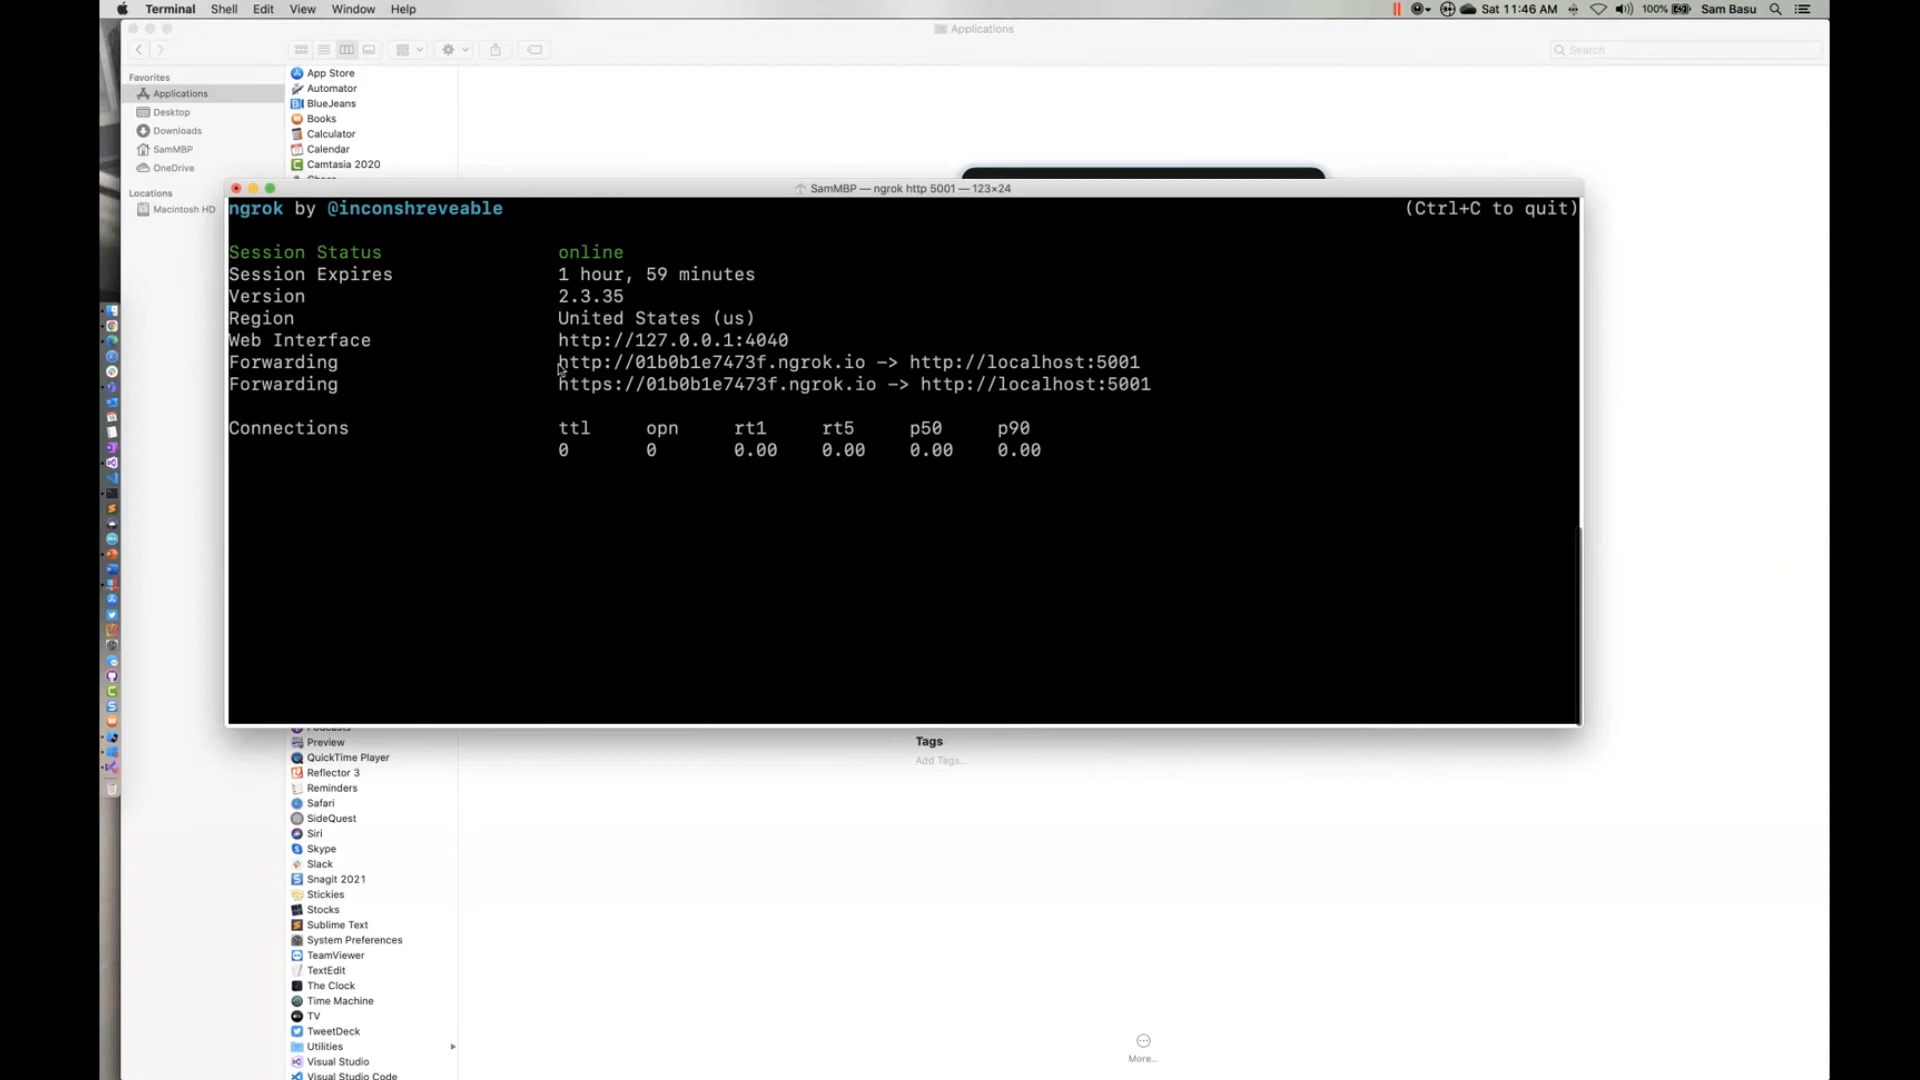 Terminal Shell Edit View Window Help
Sat 11:46 AM 100% Sam Basu
Applications
Search
Favorites
Applications
Desktop
Downloads
SamMBP
OneDrive
Locations
Macintosh HD
App Store
Automator
BlueJeans
Books
Calculator
Calendar
Camtasia 2020
SamMBP — ngrok http 5001 — 123×24
ngrok by @inconshreveable (Ctrl+C to quit)
Session Status online
Session Expires 1 hour, 59 minutes
Version 2.3.35
Region United States (us)
Web Interface http://127.0.0.1:4040
Forwarding http://01b0b1e7473f.ngrok.io -> http://localhost:5001
Forwarding https://01b0b1e7473f.ngrok.io -> http://localhost:5001
Connections ttl opn rt1 rt5 p50 p90
0 0 0.00 0.00 0.00 0.00
Podcasts
Preview
QuickTime Player
Reflector 3
Reminders
Safari
SideQuest
Siri
Skype
Slack
Snagit 2021
Stickies
Stocks
Sublime Text
System Preferences
TeamViewer
TextEdit
The Clock
Time Machine
TV
TweetDeck
Utilities
Visual Studio
Visual Studio Code
Tags
Add Tags...
More...